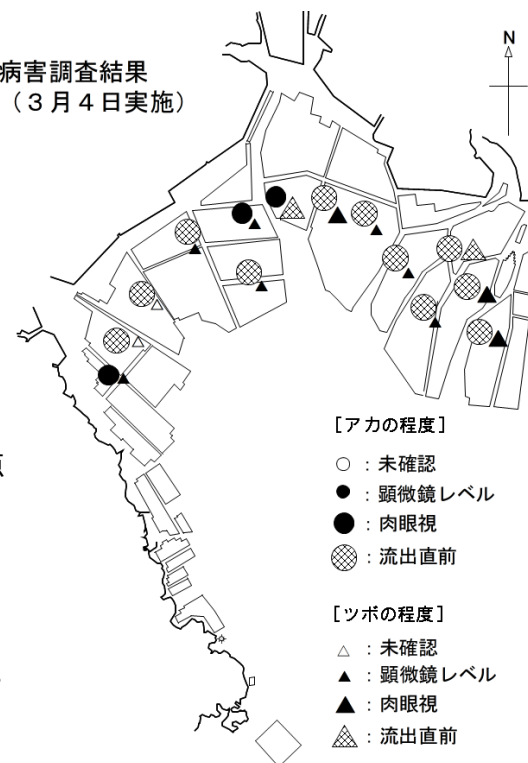 病害調査結果
(3月4日実施)
N
[アカの程度]
○ : 未確認
● : 顕微鏡レベル
● : 肉眼視
: 流出直前
[ツボの程度]
△ : 未確認
▲ : 顕微鏡レベル
▲ : 肉眼視
: 流出直前